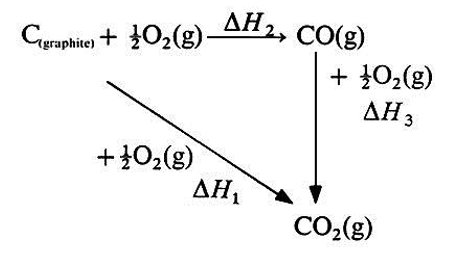 C(graphite) + ½O₂(g) ΔH₂ CO(g)
+ ½O₂(g)
ΔH₃
+ ½O₂(g)
ΔH₁
CO₂(g)